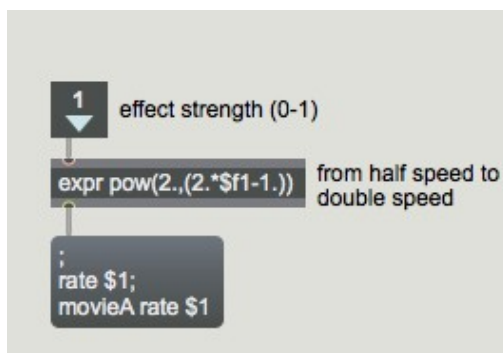 1
effect strength (0-1)
expr pow(2.,(2.*$f1-1.))
from half speed to
double speed
;
rate $1;
movieA rate $1